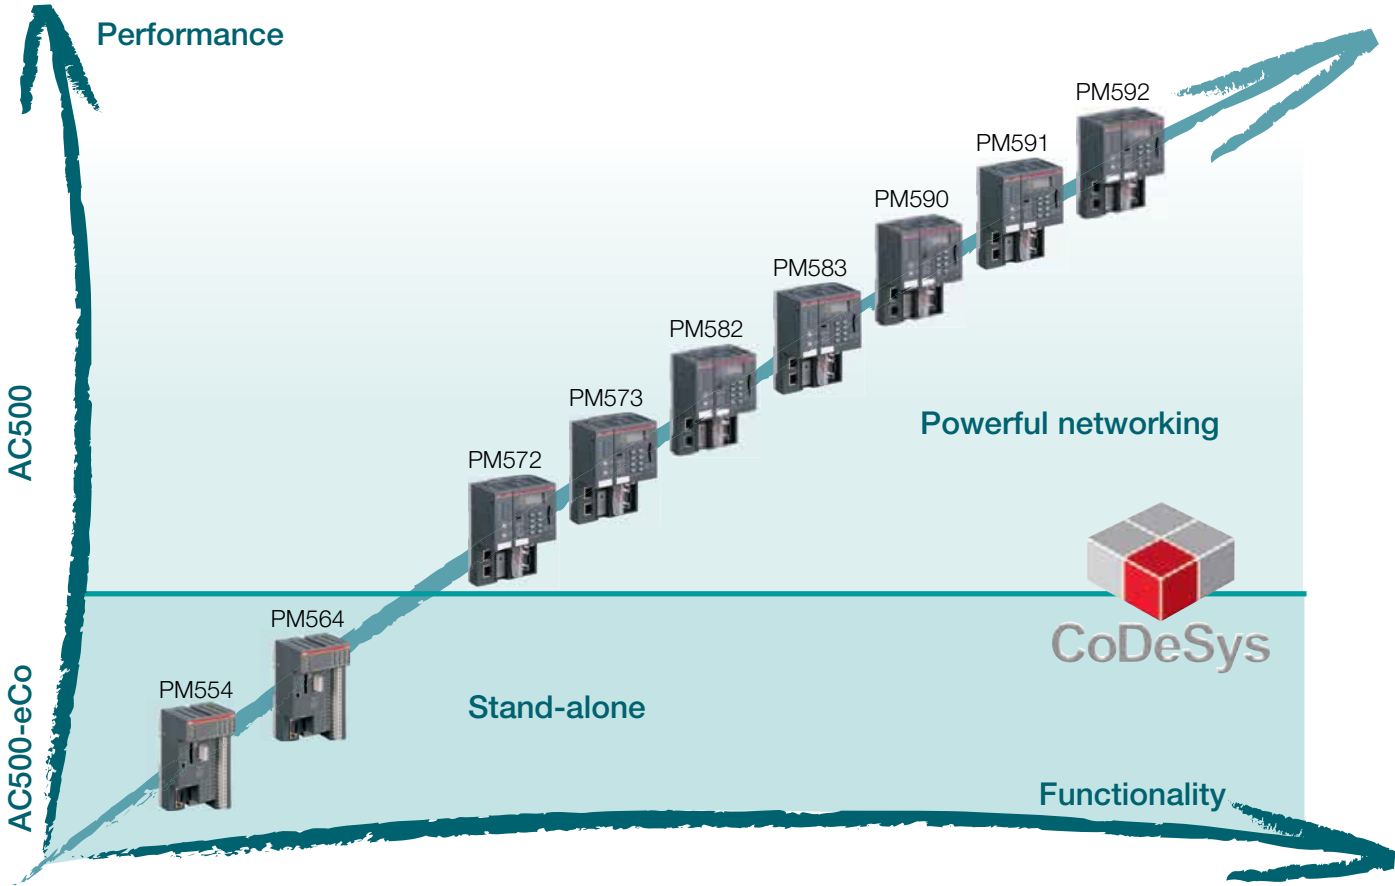 Performance
PM592
PM591
PM590
PM583
PM582
PM573
PM572
AC500
Powerful networking
CoDeSys
PM564
PM554
AC500-eCo
Stand-alone
Functionality